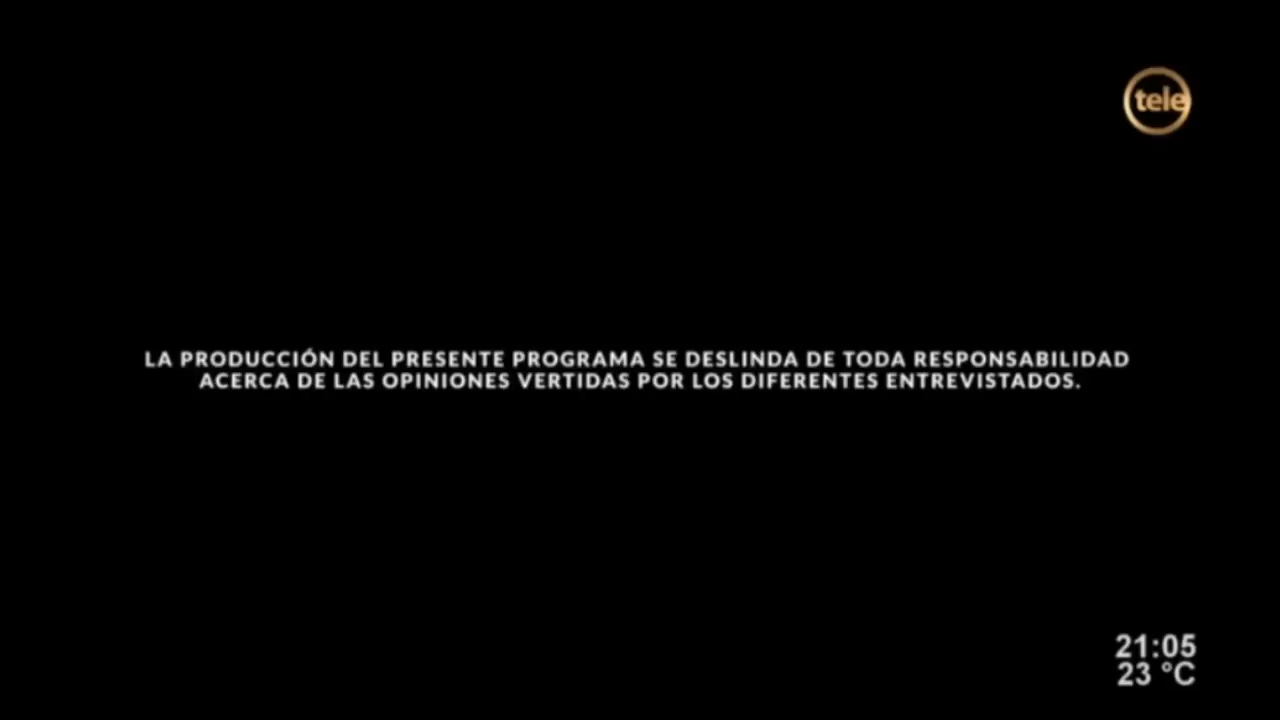 tele
LA PRODUCCIÓN DEL PRESENTE PROGRAMA SE DESLINDA DE TODA RESPONSABILIDAD
ACERCA DE LAS OPINIONES VERTIDAS POR LOS DIFERENTES ENTREVISTADOS.
21:05
23 °C